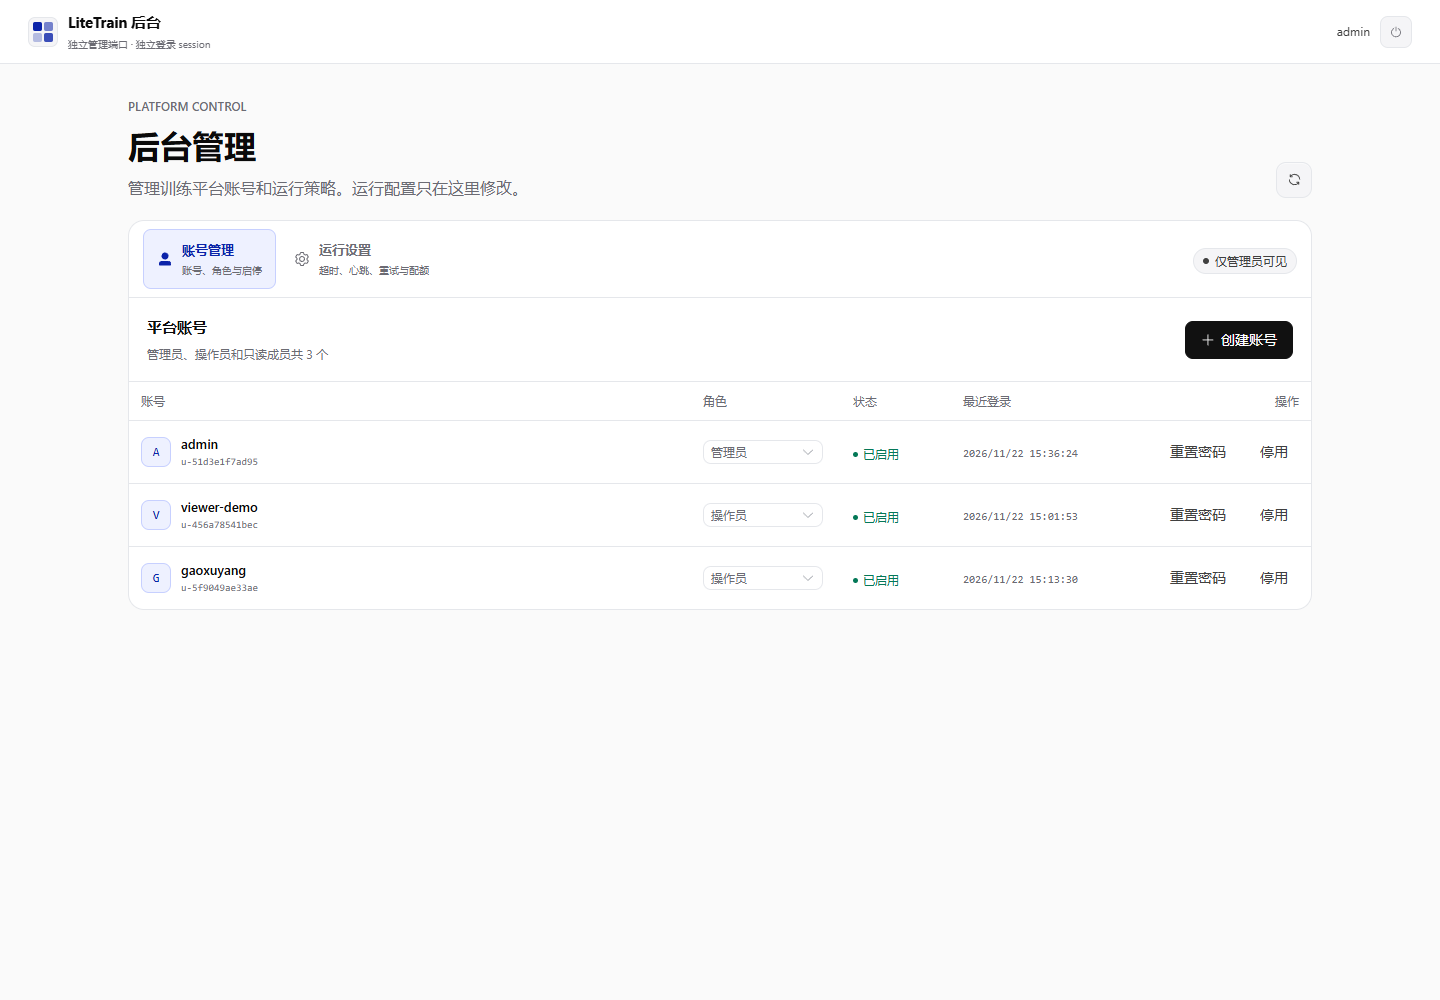 LiteTrain 后台
独立管理端口 · 独立登录 session
admin
PLATFORM CONTROL
后台管理
管理训练平台账号和运行策略。运行配置只在这里修改。
账号管理
账号、角色与启停
运行设置
超时、心跳、重试与配额
仅管理员可见
平台账号
管理员、操作员和只读成员共 3 个
创建账号
账号 角色 状态 最近登录 操作
A admin 管理员 已启用 2026/11/22 15:36:24 重置密码 停用
u-51d3e1f7ad95
V viewer-demo 操作员 已启用 2026/11/22 15:01:53 重置密码 停用
u-456a78541bec
G gaoxuyang 操作员 已启用 2026/11/22 15:13:30 重置密码 停用
u-5f9049ae33ae